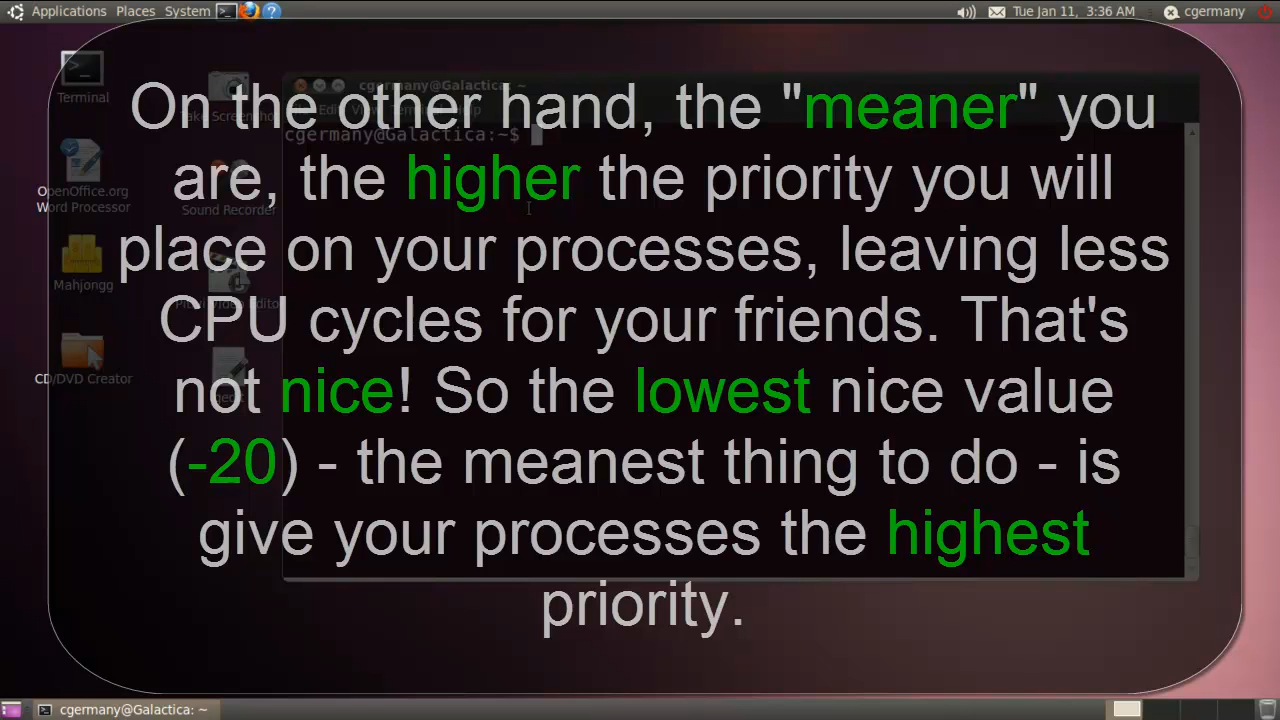 Applications Places System
Tue Jan 11, 3:36 AM
cgermany
On the other hand, the "meaner" you
are, the higher the priority you will
place on your processes, leaving less
CPU cycles for your friends. That's
not nice! So the lowest nice value
(-20) - the meanest thing to do - is
give your processes the highest
priority.
Terminal
OpenOffice.org
Word Processor
Sound Recorder
Mahjongg
CD/DVD Creator
cgermany@Galactica: ~
cgermany@Galactica:~$
cgermany@Galactica: ~